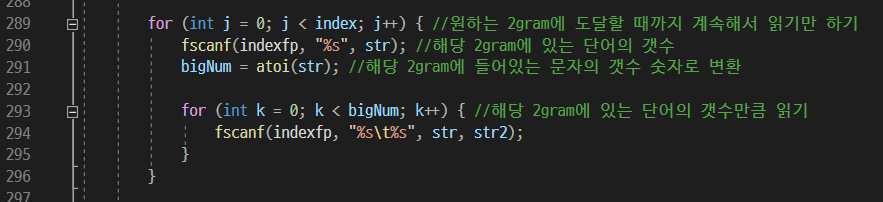 288
289 for (int j = 0; j < index; j++) { //원하는 2gram에 도달할 때까지 계속해서 읽기만 하기
290 fscanf(indexfp, "%s", str); //해당 2gram에 있는 단어의 갯수
291 bigNum = atoi(str); //해당 2gram에 들어있는 문자의 갯수 숫자로 변환
292
293 for (int k = 0; k < bigNum; k++) { //해당 2gram에 있는 단어의 갯수만큼 읽기
294 fscanf(indexfp, "%s\t%s", str, str2);
295 }
296 }
297